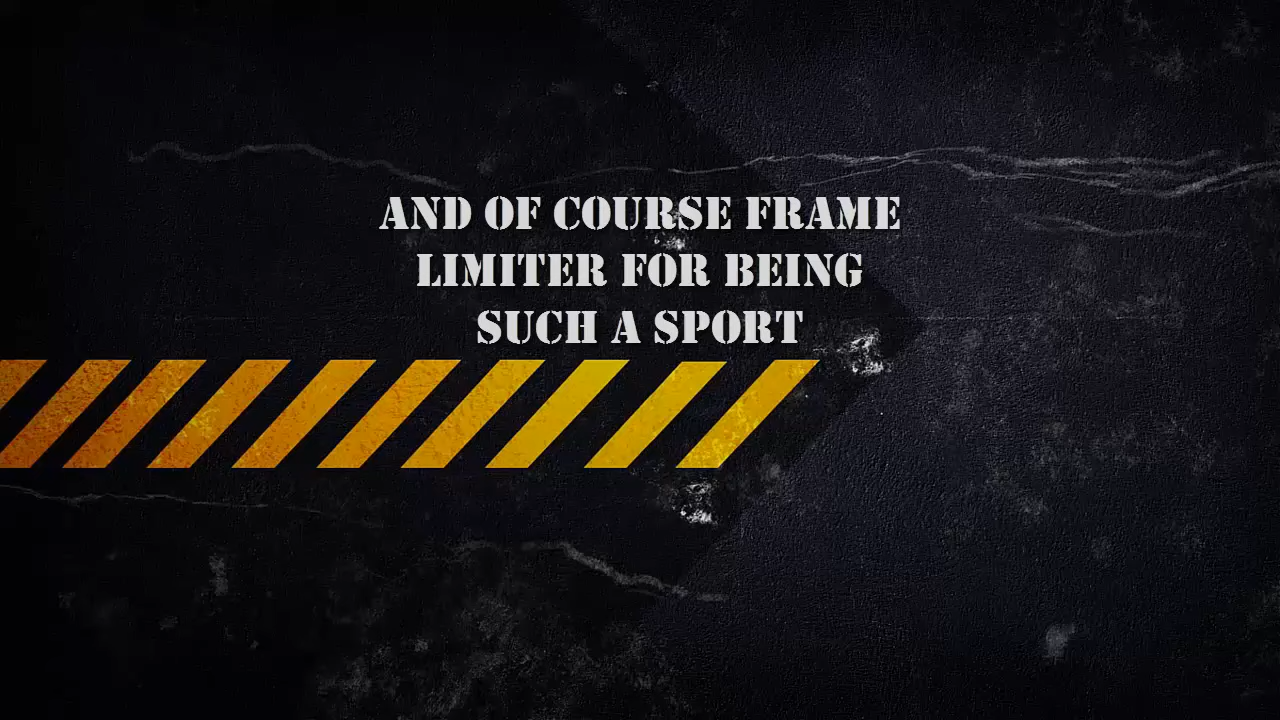 AND OF COURSE FRAME
LIMITER FOR BEING
SUCH A SPORT